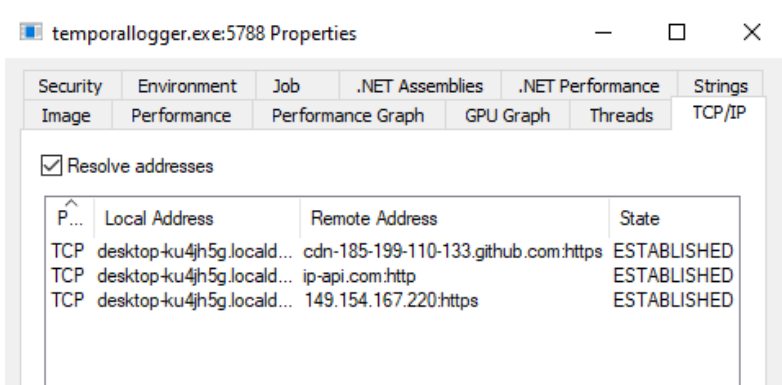 temporallogger.exe:5788 Properties
Security Environment Job .NET Assemblies .NET Performance Strings
Image Performance Performance Graph GPU Graph Threads TCP/IP
Resolve addresses
P... Local Address Remote Address State
TCP desktop-ku4jh5g.locald... cdn-185-199-110-133.github.com:https ESTABLISHED
TCP desktop-ku4jh5g.locald... ip-api.com:http ESTABLISHED
TCP desktop-ku4jh5g.locald... 149.154.167.220:https ESTABLISHED